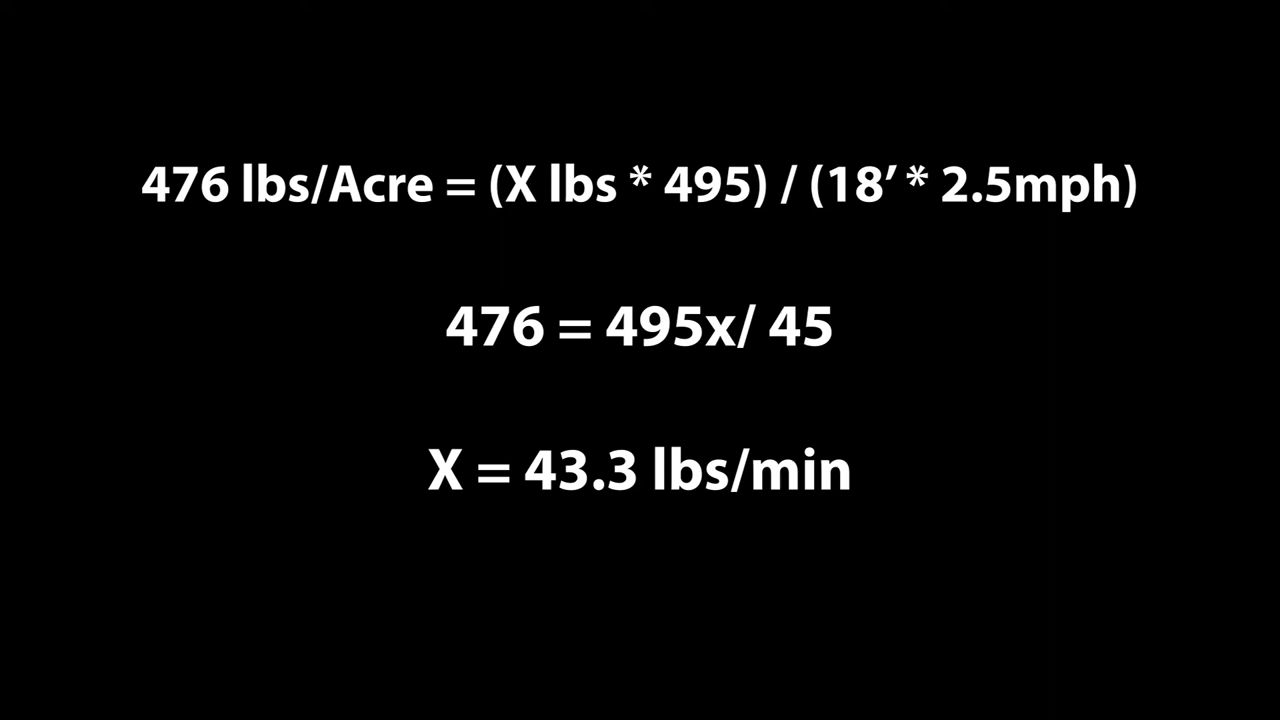 476 lbs/Acre = (X lbs * 495) / (18’ * 2.5mph)
476 = 495x/ 45
X = 43.3 lbs/min